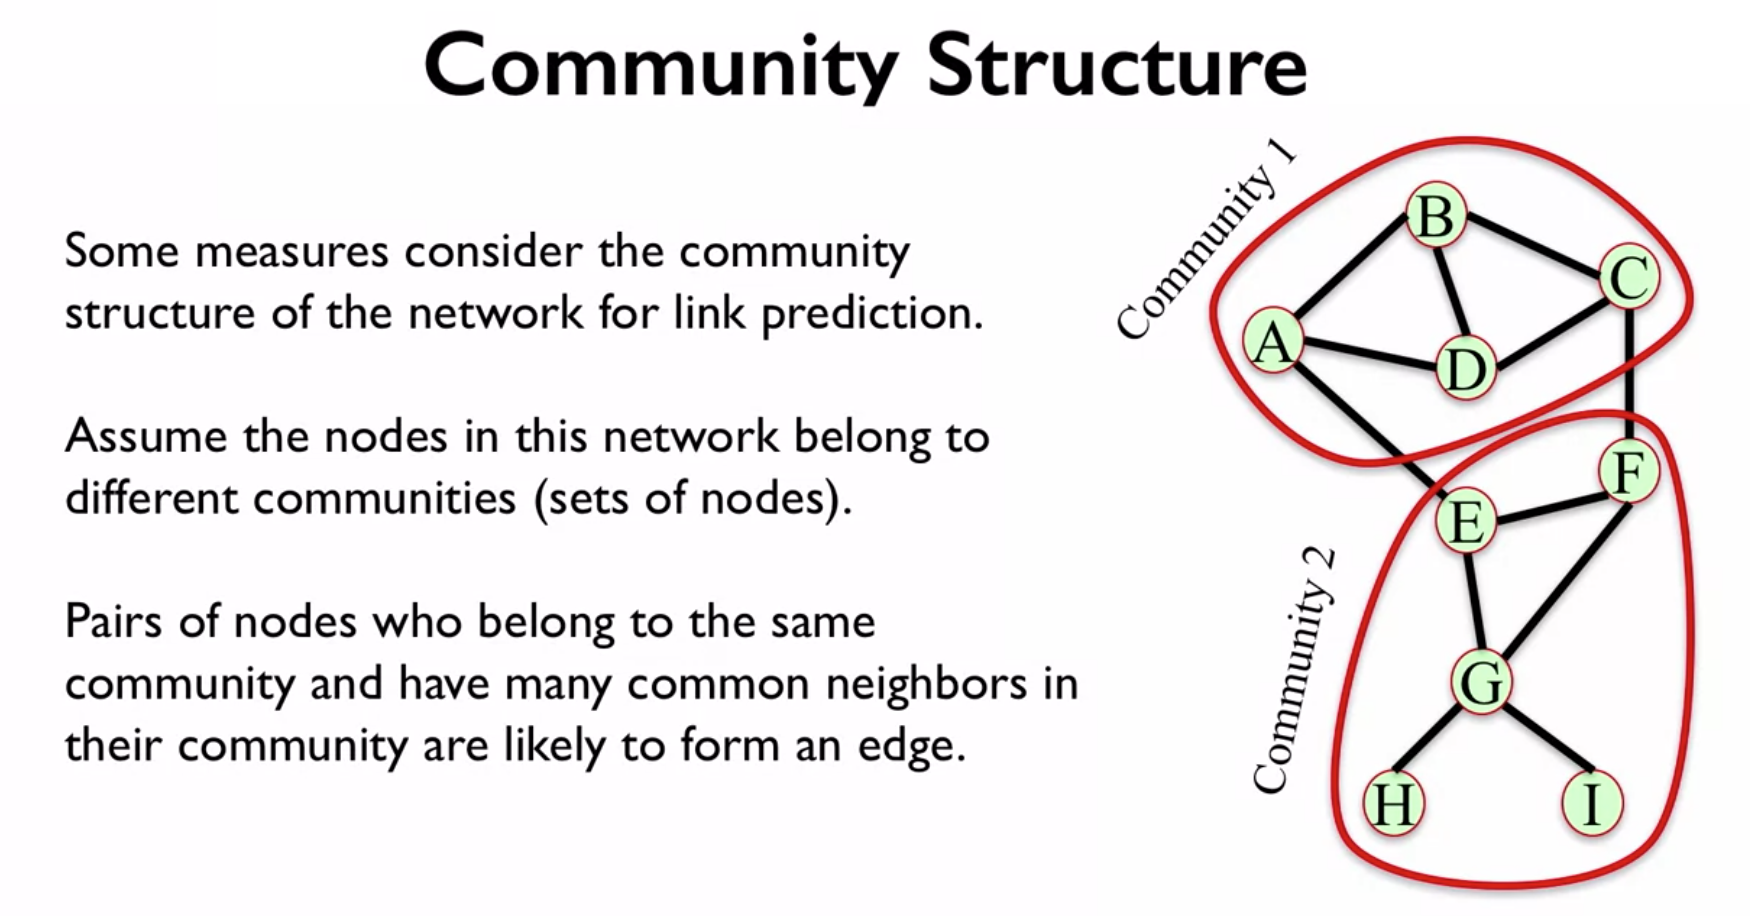 Community Structure
Some measures consider the community
structure of the network for link prediction.
Assume the nodes in this network belong to
different communities (sets of nodes).
Pairs of nodes who belong to the same
community and have many common neighbors in
their community are likely to form an edge.
Community 1
B
C
A
D
F
E
Community 2
G
H
I